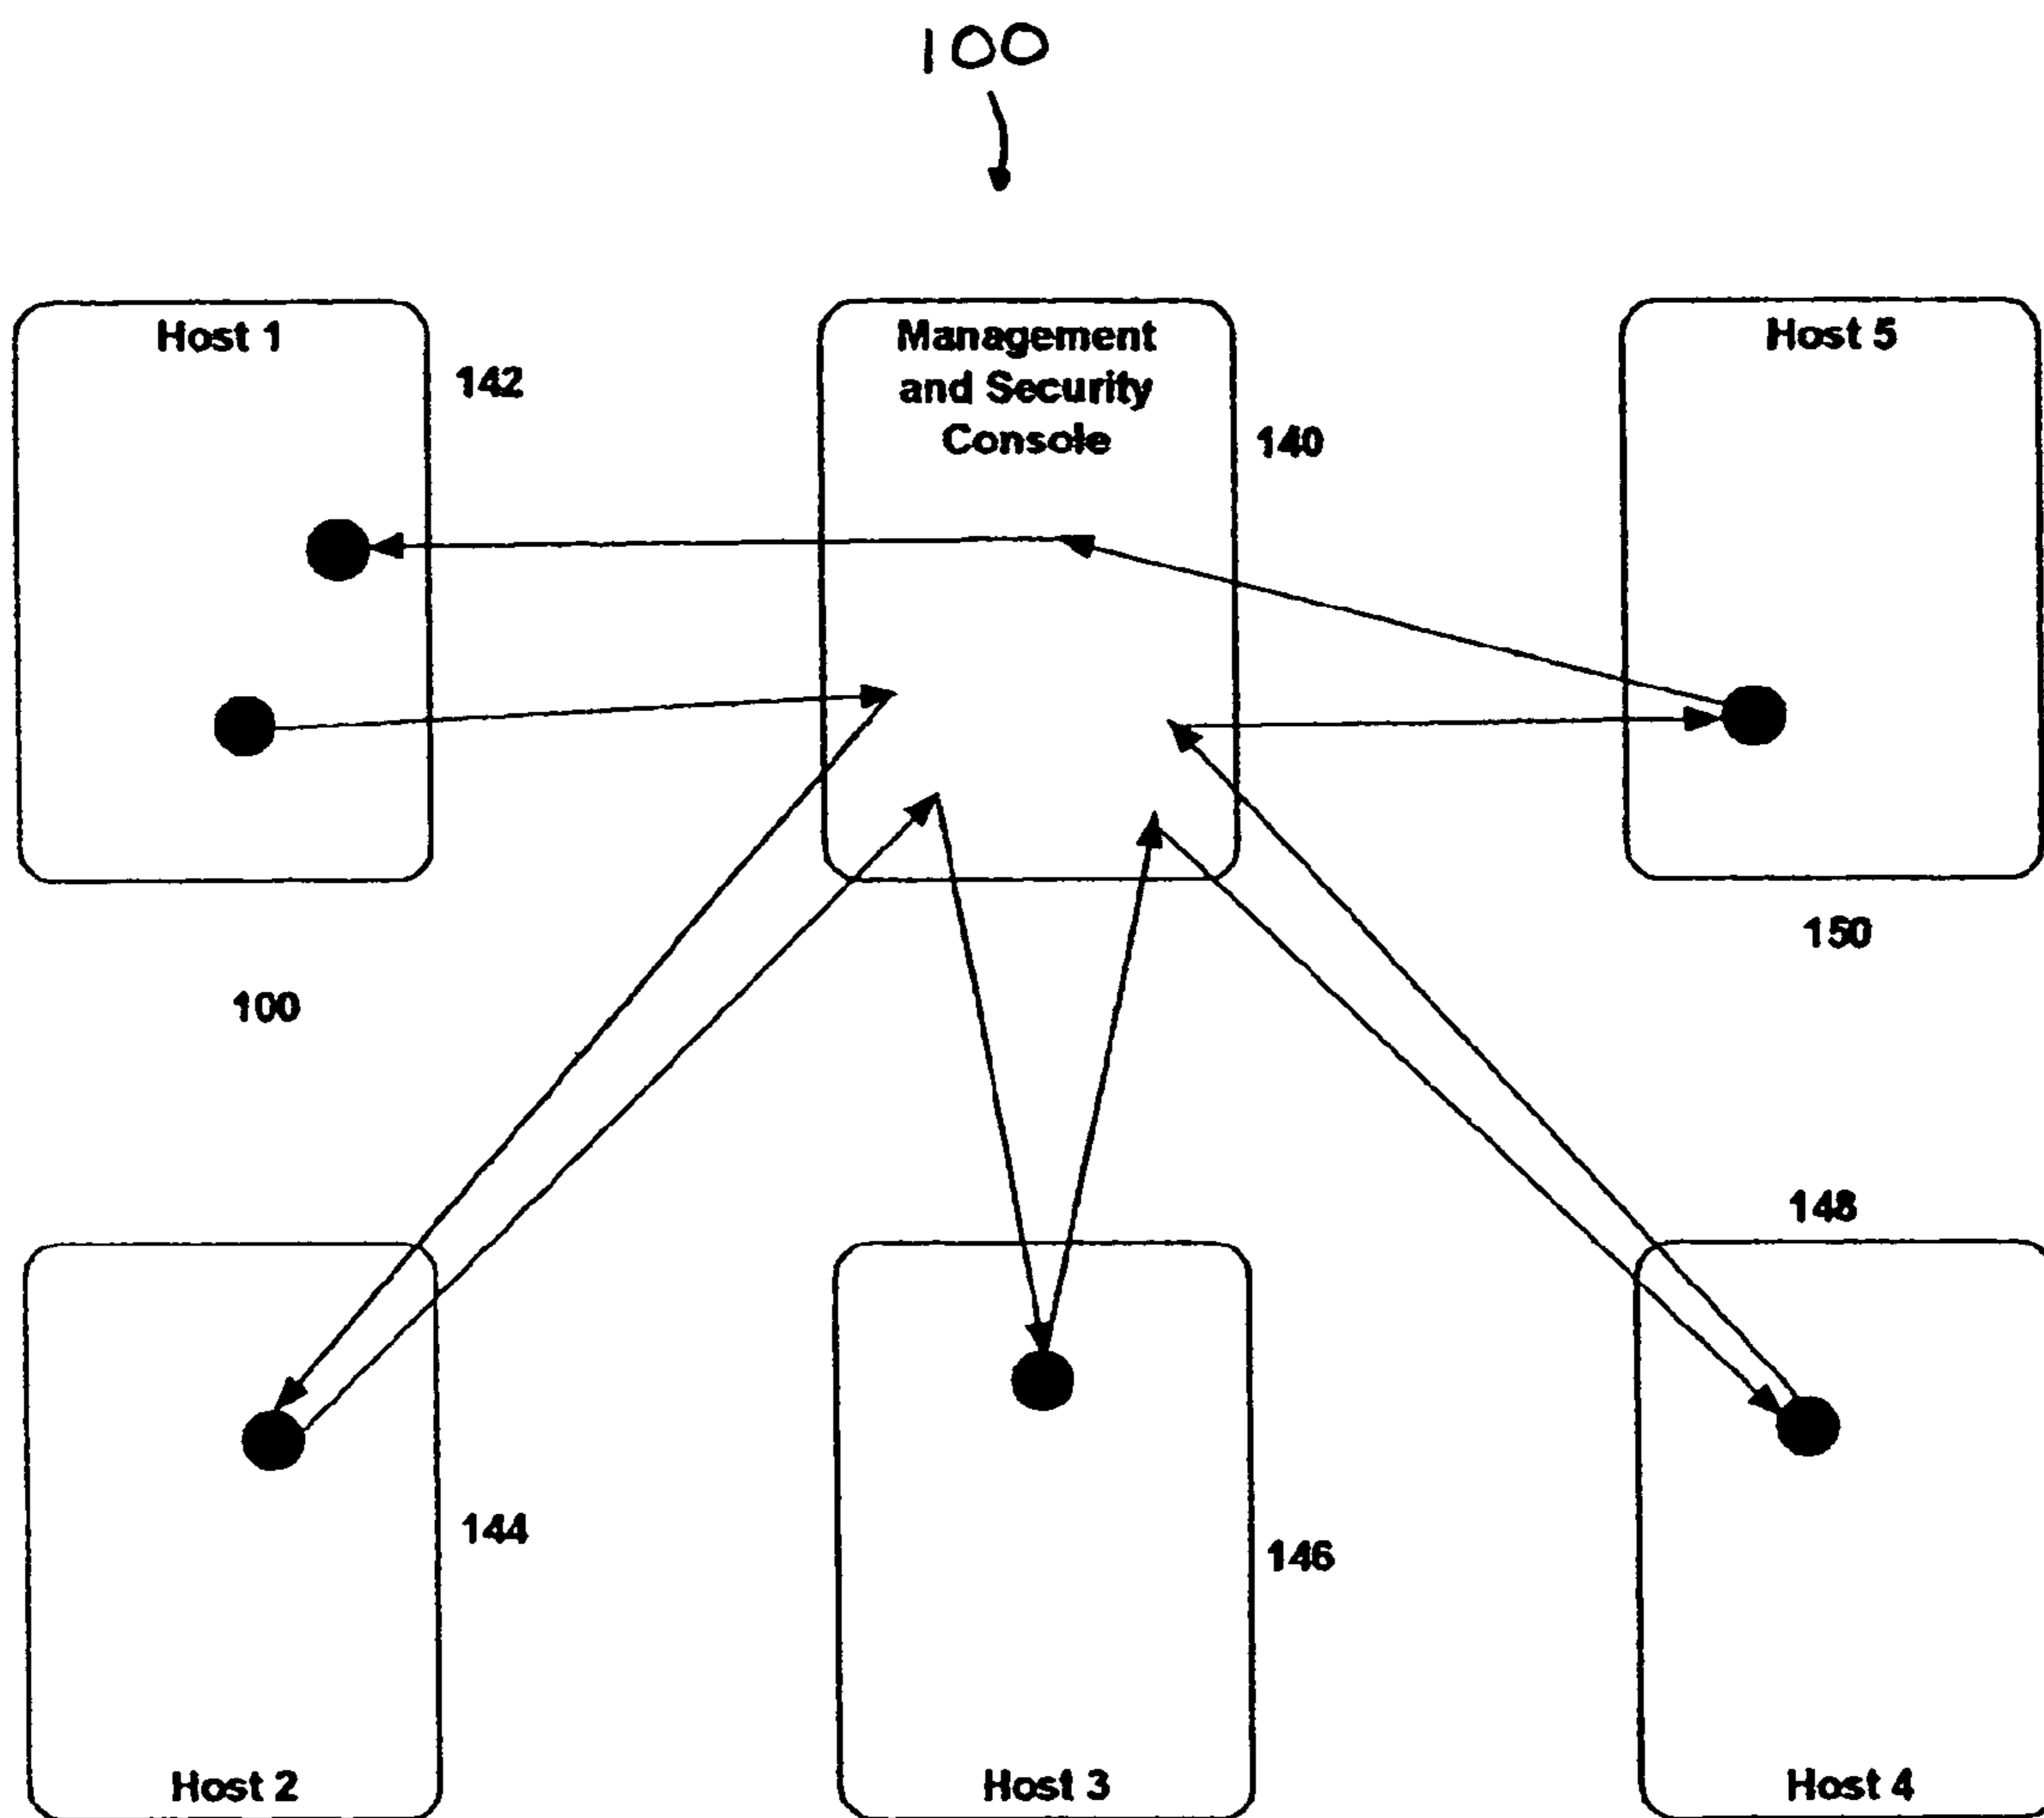 100
Host 1
142
Management
and Security
Console
140
Host 5
150
100
148
144
146
Host 2
Host 3
Host 4